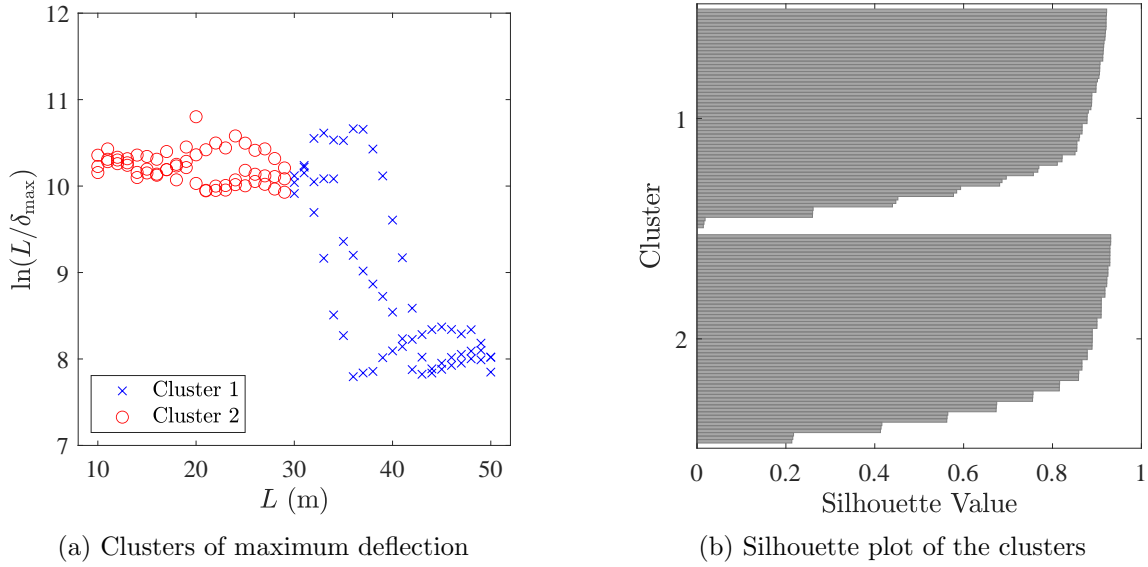 12
11
10
9
8
7
ln(L/δmax)
Cluster 1
Cluster 2
10 20 30 40 50
L (m)
(a) Clusters of maximum deflection
Cluster
1
2
0 0.2 0.4 0.6 0.8 1
Silhouette Value
(b) Silhouette plot of the clusters